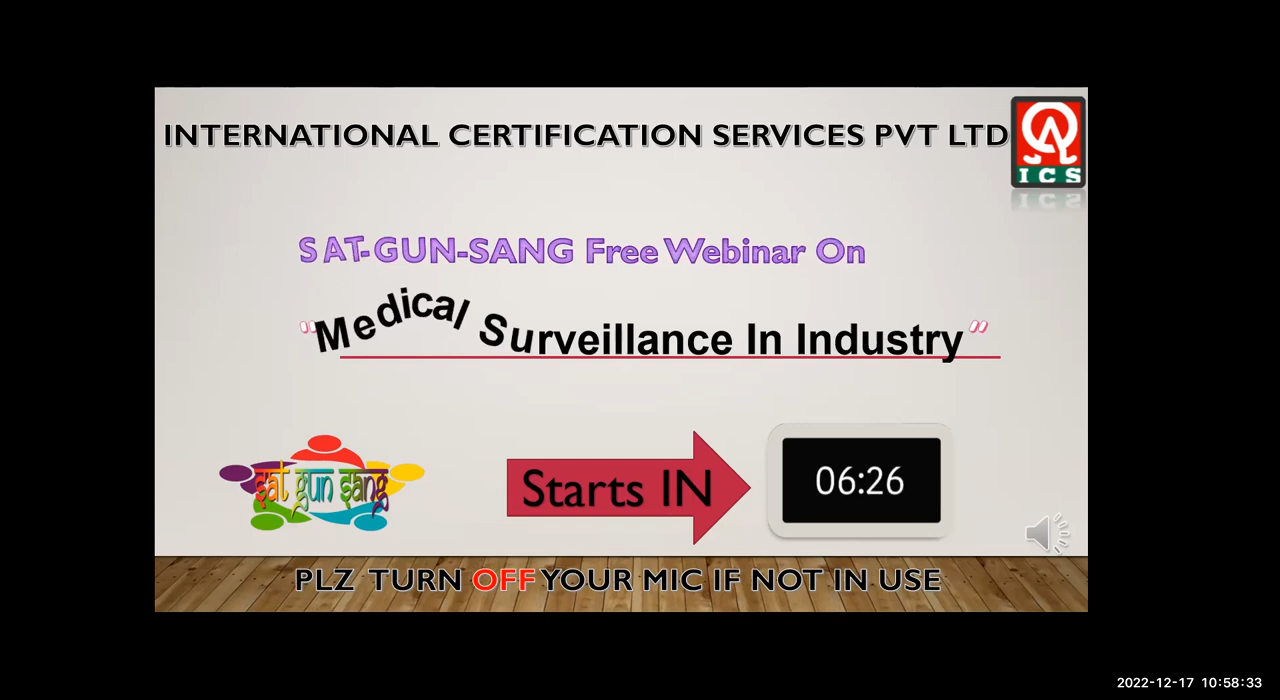 INTERNATIONAL CERTIFICATION SERVICES PVT LTD
ICS
SAT-GUN-SANG Free Webinar On
"Medical Surveillance In Industry"
sat gun sang
Starts IN
06:26
PLZ TURN OFF YOUR MIC IF NOT IN USE
2022-12-17 10:58:33